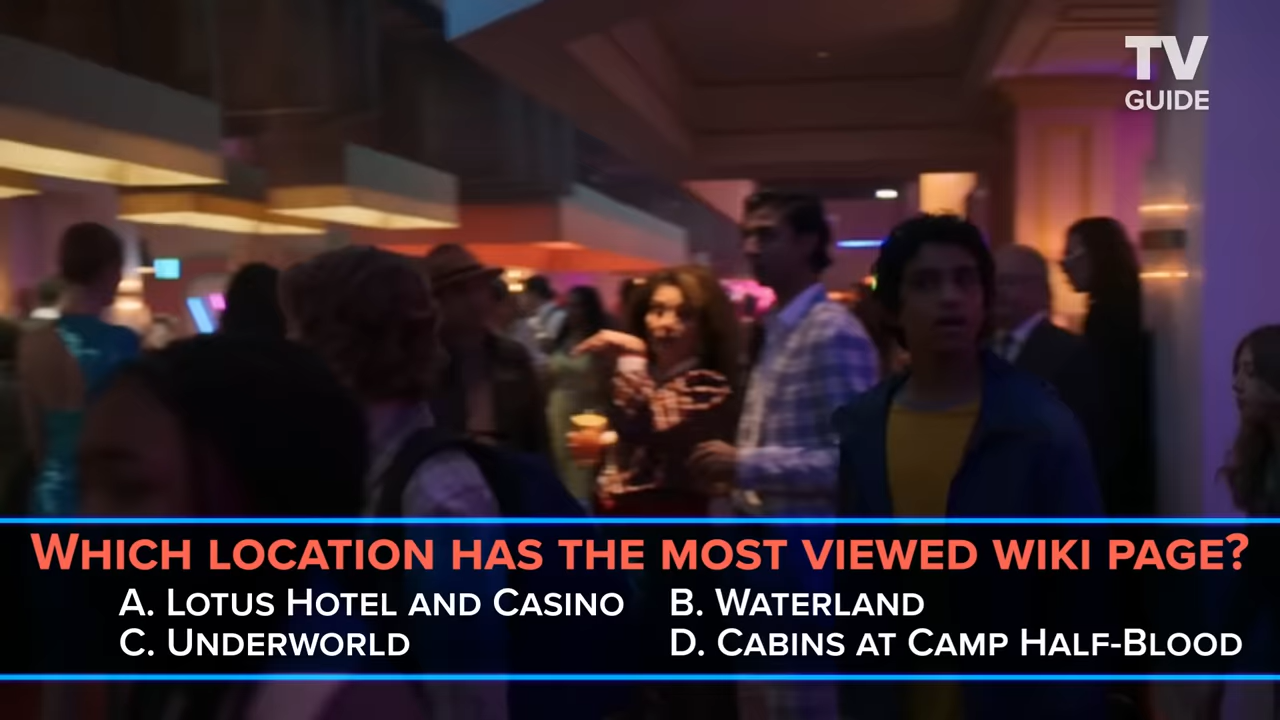 TV
GUIDE
WHICH LOCATION HAS THE MOST VIEWED WIKI PAGE?
A. LOTUS HOTEL AND CASINO B. WATERLAND
C. UNDERWORLD D. CABINS AT CAMP HALF-BLOOD